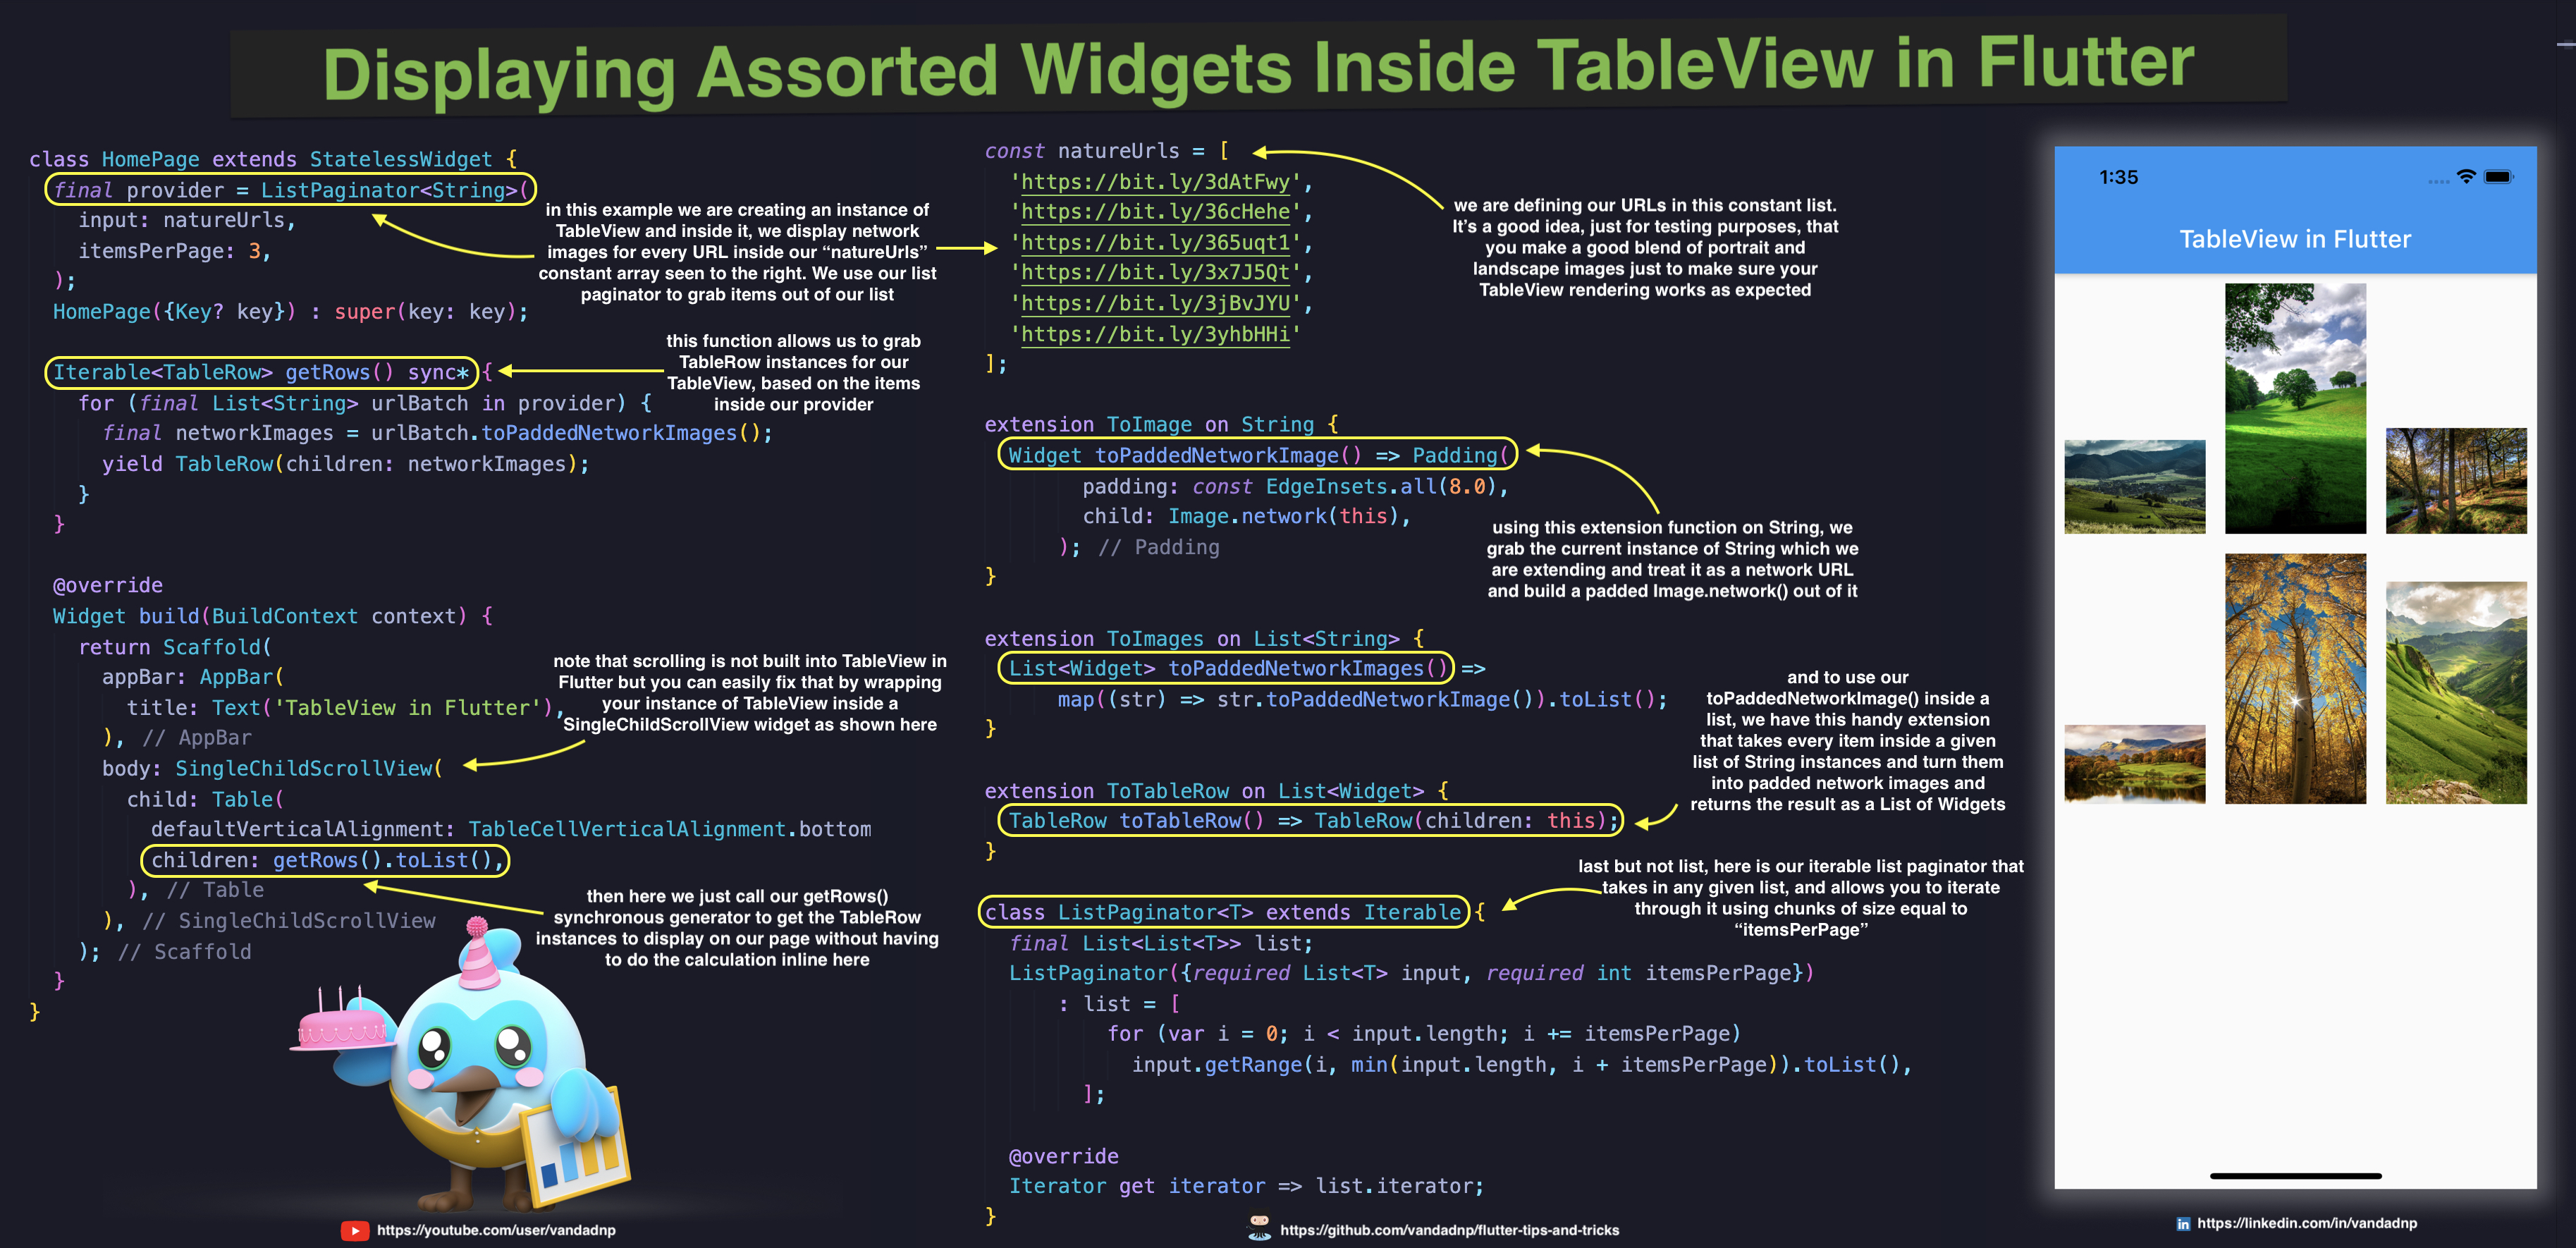 Displaying Assorted Widgets Inside TableView in Flutter
class HomePage extends StatelessWidget {
final provider = ListPaginator<String>(
input: natureUrls,
itemsPerPage: 3,
);
HomePage({Key? key}) : super(key: key);
in this example we are creating an instance of
TableView and inside it, we display network
images for every URL inside our “natureUrls”
constant array seen to the right. We use our list
paginator to grab items out of our list
Iterable<TableRow> getRows() sync* {
for (final List<String> urlBatch in provider) {
final networkImages = urlBatch.toPaddedNetworkImages();
yield TableRow(children: networkImages);
}
}
this function allows us to grab
TableRow instances for our
TableView, based on the items
inside our provider
@override
Widget build(BuildContext context) {
return Scaffold(
appBar: AppBar(
title: Text('TableView in Flutter'),
), // AppBar
body: SingleChildScrollView(
child: Table(
defaultVerticalAlignment: TableCellVerticalAlignment.bottom
children: getRows().toList(),
), // Table
), // SingleChildScrollView
); // Scaffold
}
}
note that scrolling is not built into TableView in
Flutter but you can easily fix that by wrapping
your instance of TableView inside a
SingleChildScrollView widget as shown here
then here we just call our getRows()
synchronous generator to get the TableRow
instances to display on our page without having
to do the calculation inline here
const natureUrls = [
'https://bit.ly/3dAtFwy',
'https://bit.ly/36cHehe',
'https://bit.ly/365uqt1',
'https://bit.ly/3x7J5Qt',
'https://bit.ly/3jBvJYU',
'https://bit.ly/3yhbHHi'
];
we are defining our URLs in this constant list.
It’s a good idea, just for testing purposes, that
you make a good blend of portrait and
landscape images just to make sure your
TableView rendering works as expected
extension ToImage on String {
Widget toPaddedNetworkImage() => Padding(
padding: const EdgeInsets.all(8.0),
child: Image.network(this),
); // Padding
}
using this extension function on String, we
grab the current instance of String which we
are extending and treat it as a network URL
and build a padded Image.network() out of it
extension ToImages on List<String> {
List<Widget> toPaddedNetworkImages() =>
map((str) => str.toPaddedNetworkImage()).toList();
}
and to use our
toPaddedNetworkImage() inside a
list, we have this handy extension
that takes every item inside a given
list of String instances and turn them
into padded network images and
returns the result as a List of Widgets
extension ToTableRow on List<Widget> {
TableRow toTableRow() => TableRow(children: this);
}
last but not list, here is our iterable list paginator that
takes in any given list, and allows you to iterate
through it using chunks of size equal to
“itemsPerPage”
class ListPaginator<T> extends Iterable {
final List<List<T>> list;
ListPaginator({required List<T> input, required int itemsPerPage})
: list = [
for (var i = 0; i < input.length; i += itemsPerPage)
input.getRange(i, min(input.length, i + itemsPerPage)).toList(),
];
@override
Iterator get iterator => list.iterator;
}
1:35
TableView in Flutter
https://youtube.com/user/vandadnp
https://github.com/vandadnp/flutter-tips-and-tricks
in https://linkedin.com/in/vandadnp